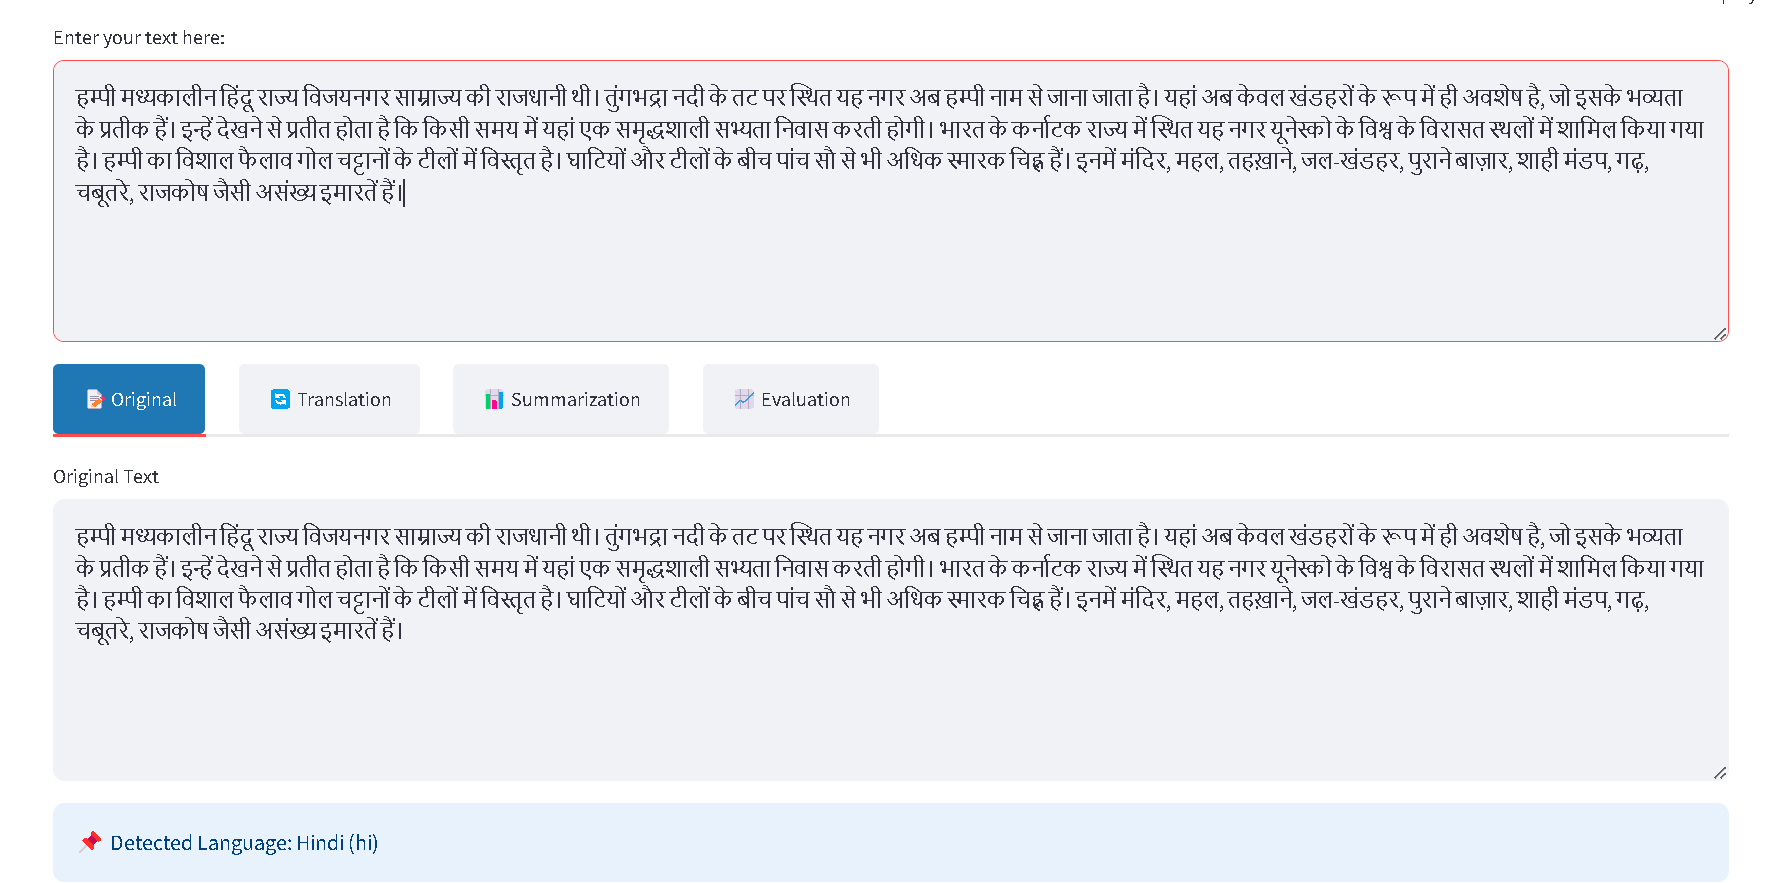 Enter your text here:
हम्पी मध्यकालीन हिंदू राज्य विजयनगर साम्राज्य की राजधानी थी। तुंगभद्रा नदी के तट पर स्थित यह नगर अब हम्पी नाम से जाना जाता है। यहां अब केवल खंडहरों के रूप में ही अवशेष है, जो इसके भव्यता
के प्रतीक हैं। इन्हें देखने से प्रतीत होता है कि किसी समय में यहां एक समृद्धशाली सभ्यता निवास करती होगी। भारत के कर्नाटक राज्य में स्थित यह नगर यूनेस्को के विश्व के विरासत स्थलों में शामिल किया गया
है। हम्पी का विशाल फैलाव गोल चट्टानों के टीलों में विस्तृत है। घाटियों और टीलों के बीच पांच सौ से भी अधिक स्मारक चिह्न हैं। इनमें मंदिर, महल, तहख़ाने, जल-खंडहर, पुराने बाज़ार, शाही मंडप, गढ़,
चबूतरे, राजकोष जैसी असंख्य इमारतें हैं।
Original
Translation
Summarization
Evaluation
Original Text
हम्पी मध्यकालीन हिंदू राज्य विजयनगर साम्राज्य की राजधानी थी। तुंगभद्रा नदी के तट पर स्थित यह नगर अब हम्पी नाम से जाना जाता है। यहां अब केवल खंडहरों के रूप में ही अवशेष है, जो इसके भव्यता
के प्रतीक हैं। इन्हें देखने से प्रतीत होता है कि किसी समय में यहां एक समृद्धशाली सभ्यता निवास करती होगी। भारत के कर्नाटक राज्य में स्थित यह नगर यूनेस्को के विश्व के विरासत स्थलों में शामिल किया गया
है। हम्पी का विशाल फैलाव गोल चट्टानों के टीलों में विस्तृत है। घाटियों और टीलों के बीच पांच सौ से भी अधिक स्मारक चिह्न हैं। इनमें मंदिर, महल, तहख़ाने, जल-खंडहर, पुराने बाज़ार, शाही मंडप, गढ़,
चबूतरे, राजकोष जैसी असंख्य इमारतें हैं।
Detected Language: Hindi (hi)